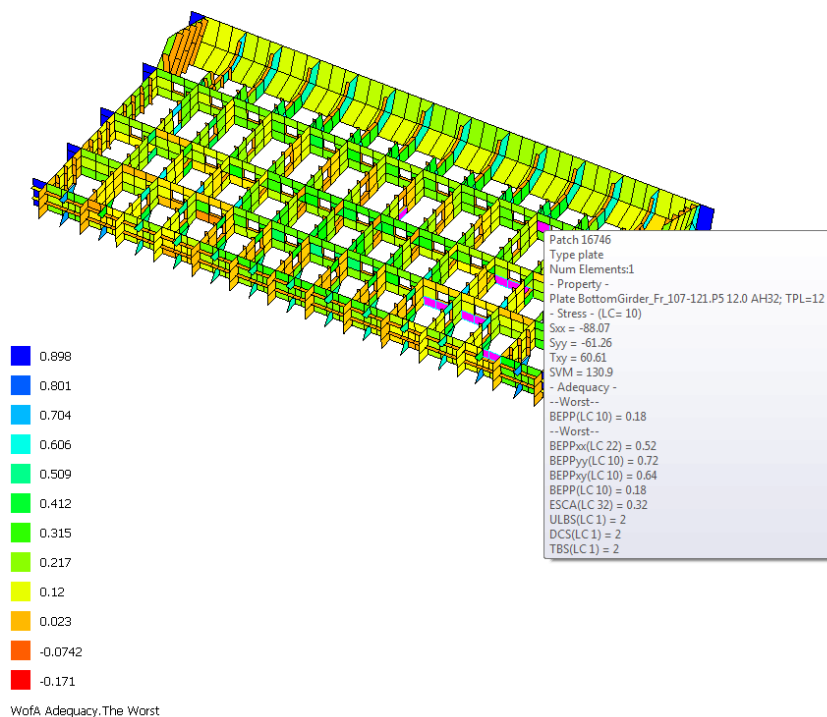 Patch 16746
Type plate
Num Elements:1
- Property -
Plate BottomGirder_Fr_107-121.P5 12.0 AH32; TPL=12
- Stress - (LC= 10)
Sxx = -88.07
Syy = -61.26
Txy = 60.61
SVM = 130.9
- Adequacy -
--Worst--
BEPP(LC 10) = 0.18
--Worst--
BEPPxx(LC 22) = 0.52
BEPPyy(LC 10) = 0.72
BEPPxy(LC 10) = 0.64
BEPP(LC 10) = 0.18
ESCA(LC 32) = 0.32
ULBS(LC 1) = 2
DCS(LC 1) = 2
TBS(LC 1) = 2
0.898
0.801
0.704
0.606
0.509
0.412
0.315
0.217
0.12
0.023
-0.0742
-0.171
WofA Adequacy.The Worst